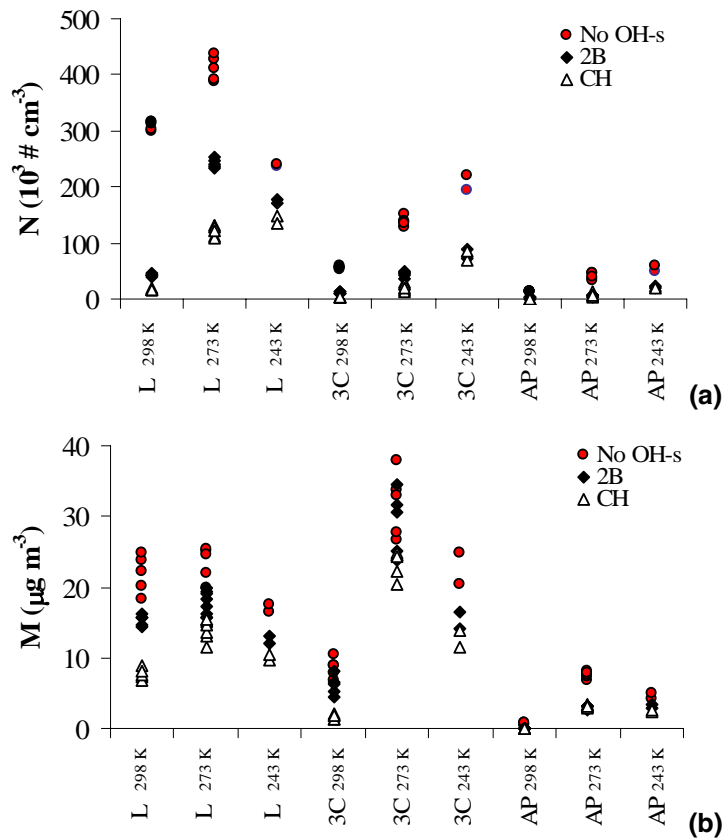 500
400
300
200
100
0
N (10³ # cm⁻³)
No OH-s
2B
CH
L 298 K
L 273 K
L 243 K
3C 298 K
3C 273 K
3C 243 K
AP 298 K
AP 273 K
AP 243 K
(a)
40
30
20
10
0
M (µg m⁻³)
No OH-s
2B
CH
L 298 K
L 273 K
L 243 K
3C 298 K
3C 273 K
3C 243 K
AP 298 K
AP 273 K
AP 243 K
(b)